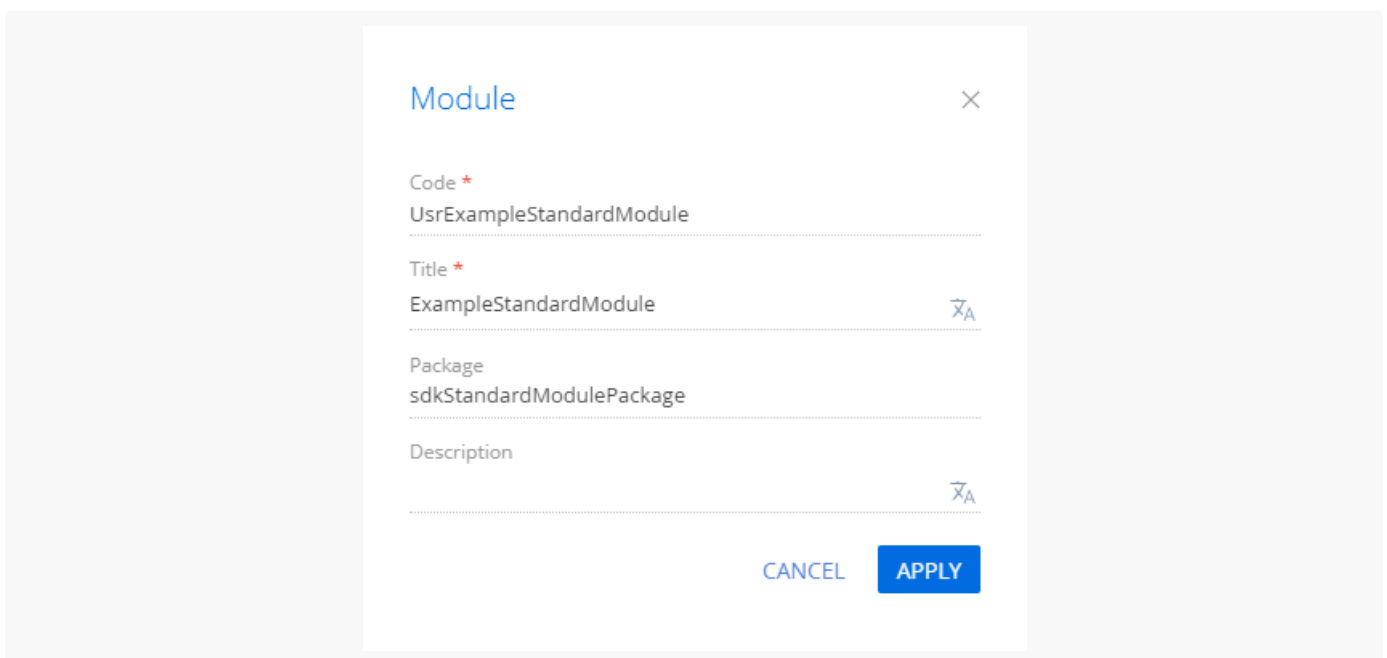 Module
Code *
UsrExampleStandardModule
Title *
ExampleStandardModule
Package
sdkStandardModulePackage
Description
CANCEL APPLY